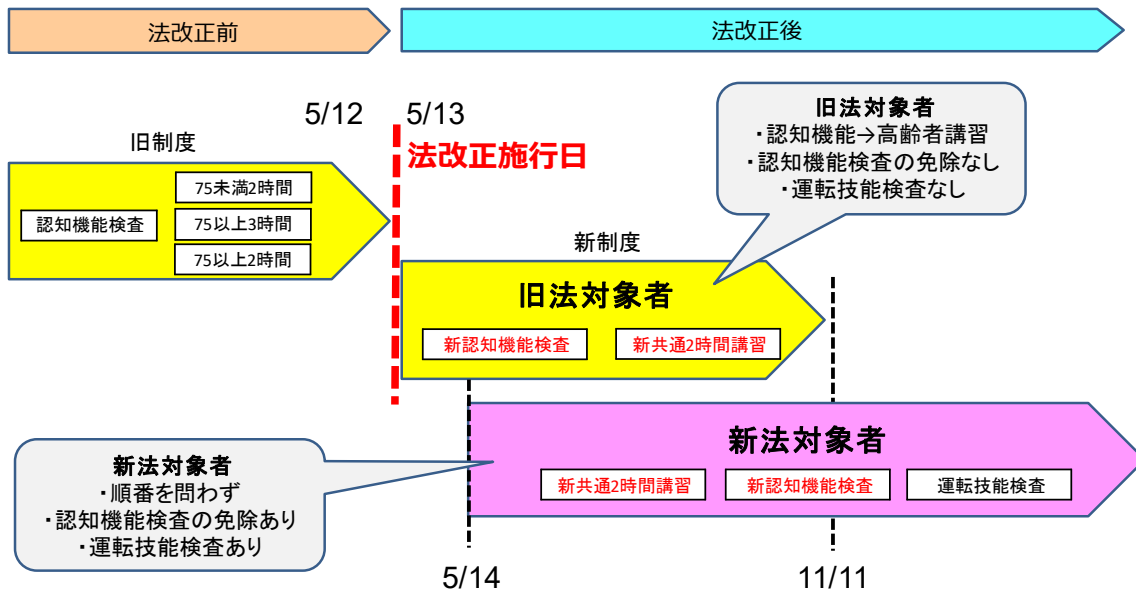 法改正前
法改正後
5/12
5/13
法改正施行日
旧制度
認知機能検査
75未満2時間
75以上3時間
75以上2時間
旧法対象者
・認知機能→高齢者講習
・認知機能検査の免除なし
・運転技能検査なし
新制度
旧法対象者
新認知機能検査
新共通2時間講習
新法対象者
新共通2時間講習
新認知機能検査
運転技能検査
新法対象者
・順番を問わず
・認知機能検査の免除あり
・運転技能検査あり
5/14
11/11